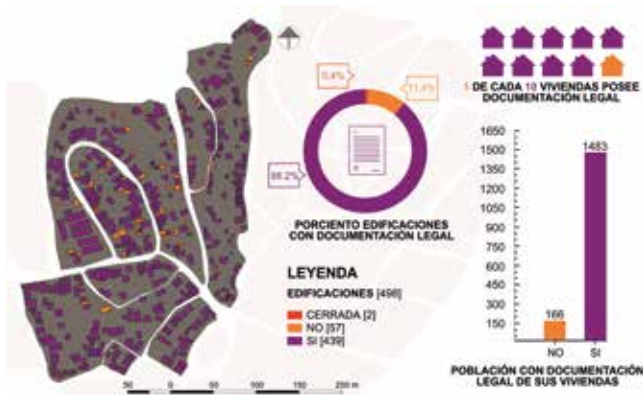 0,4%
11,4%
88,2%
PORCIENTO EDIFICACIONES
CON DOCUMENTACIÓN LEGAL
LEYENDA
EDIFICACIONES [498]
CERRADA [2]
NO [57]
SI [439]
50 0 50 100 150 200 m
1 DE CADA 10 VIVIENDAS POSEE
DOCUMENTACIÓN LEGAL
1650
1500
1350
1200
1050
900
750
600
450
300
150
1483
166
NO SI
POBLACIÓN CON DOCUMENTACIÓN
LEGAL DE SUS VIVIENDAS